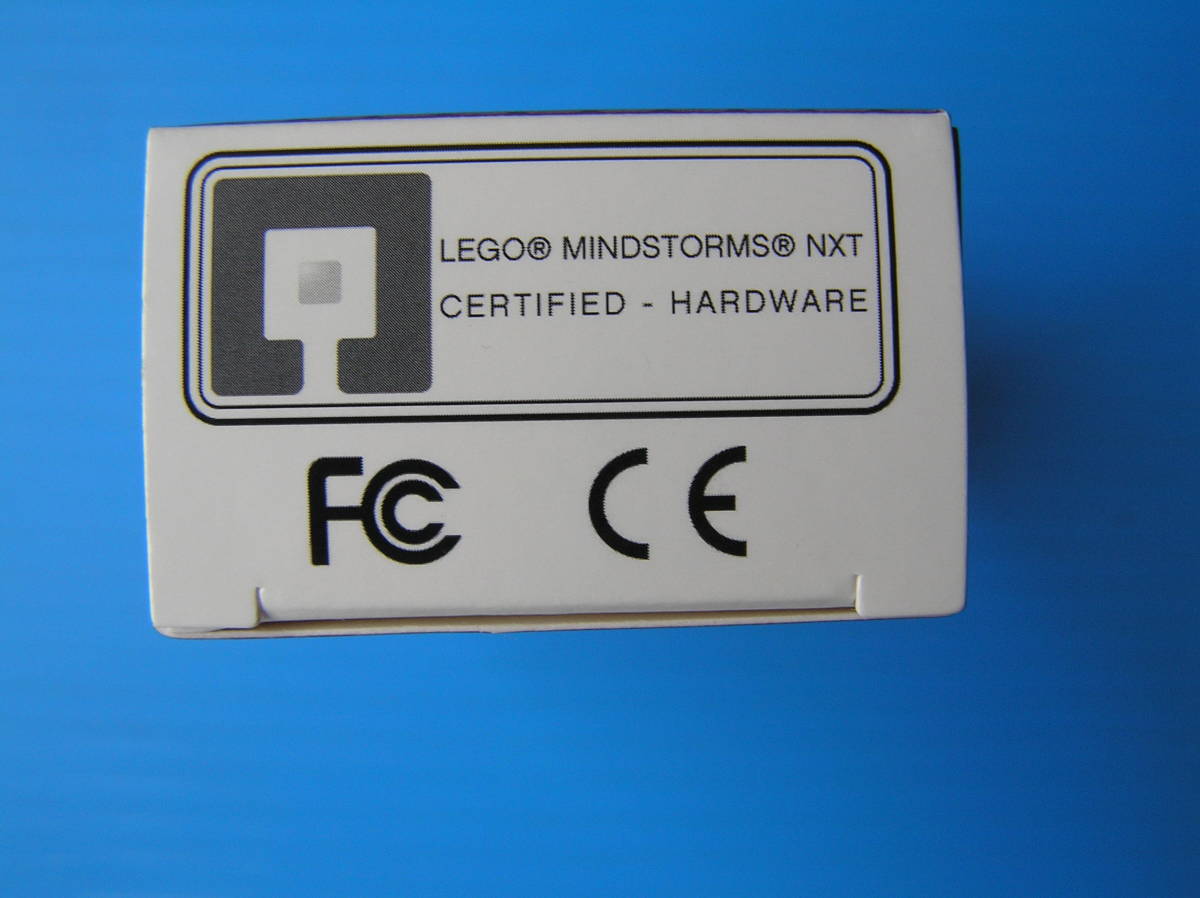 LEGO® MINDSTORMS® NXT
CERTIFIED - HARDWARE
FC CE